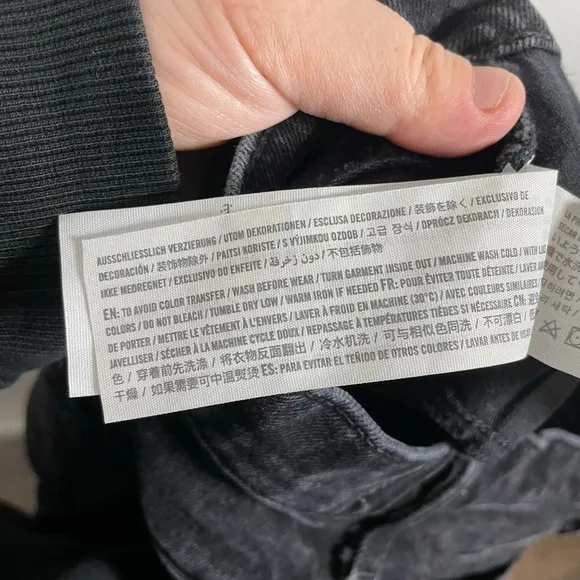 AUSSCHLIESSLICH VERZIERUNG / UTOM DEKORATIONEN / ESCLUSA DECORAZIONE / 装飾を除く / EXCLUSIVO DE
DECORACIÓN / 装饰物除外 / PAITSI KORISTE / S VÝJIMKOU OZDOB / 고급 장식 / OPRÓCZ DEKORACJI / DEKORASJON
IKKE MEDREGNET / EXCLUSIVO DO ENFEITE / دون زخرفة / 不包括飾物
EN: TO AVOID COLOR TRANSFER / WASH BEFORE WEAR / TURN GARMENT INSIDE OUT / MACHINE WASH COLD / WITH LIKE
COLORS / DO NOT BLEACH / TUMBLE DRY LOW / WARM IRON IF NEEDED FR: POUR ÉVITER TOUTE DÉTEINTE / LAVER AVANT
DE PORTER / METTRE LE VÊTEMENT À L'ENVERS / LAVER À FROID EN MACHINE (30°C) / AVEC COULEURS SIMILAIRES
JAVELLISER / SÉCHER À LA MACHINE CYCLE DOUX / REPASSAGE À TEMPÉRATURES TIÈDES SI NÉCESSAIRE CN: 避
色 / 穿着前先洗涤 / 将衣物反面翻出 / 冷水机洗 / 可与相似色同洗 / 不可漂白
干燥 / 如果需要可中温熨烫 ES: PARA EVITAR EL TEÑIDO DE OTROS COLORES / LAVAR ANTES DE USAR